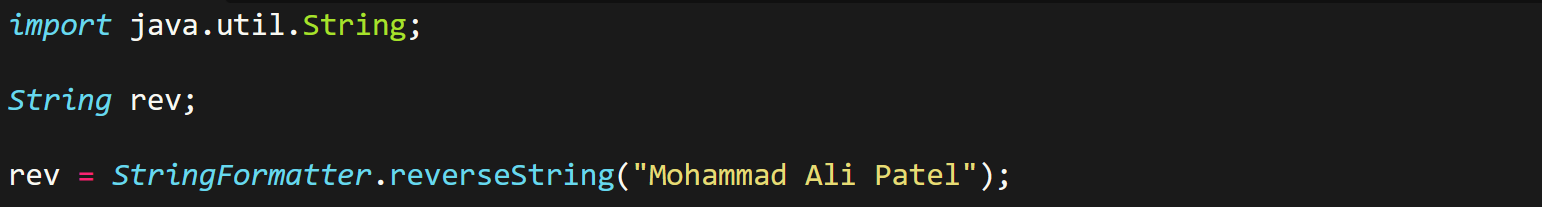 import java.util.String;
String rev;
rev = StringFormatter.reverseString("Mohammad Ali Patel");